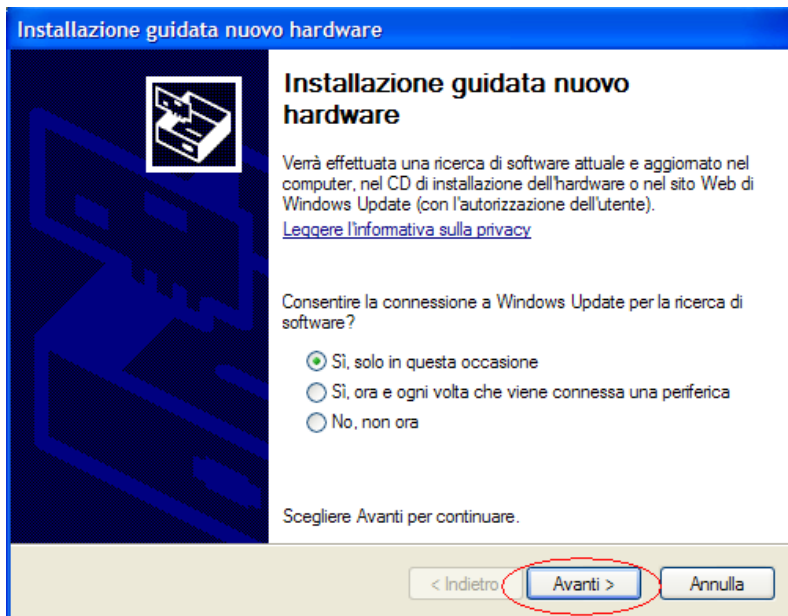 Installazione guidata nuovo hardware
Installazione guidata nuovo
hardware
Verrà effettuata una ricerca di software attuale e aggiornato nel
computer, nel CD di installazione dell'hardware o nel sito Web di
Windows Update (con l'autorizzazione dell'utente).
Leggere l'informativa sulla privacy
Consentire la connessione a Windows Update per la ricerca di
software?
Sì, solo in questa occasione
Sì, ora e ogni volta che viene connessa una periferica
No, non ora
Scegliere Avanti per continuare.
< Indietro Avanti > Annulla